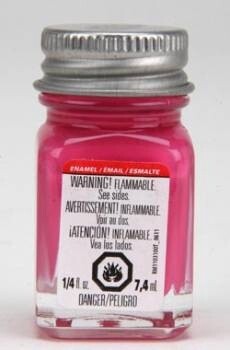 ENAMEL / EMAIL / ESMALTE
WARNING! FLAMMABLE.
See sides.
AVERTISSEMENT! INFLAMMABLE.
Voir au dos.
¡ATENCIÓN! INFLAMABLE.
Vea los lados.
1/4 fl. oz. 7,4 mL
DANGER/PELIGRO